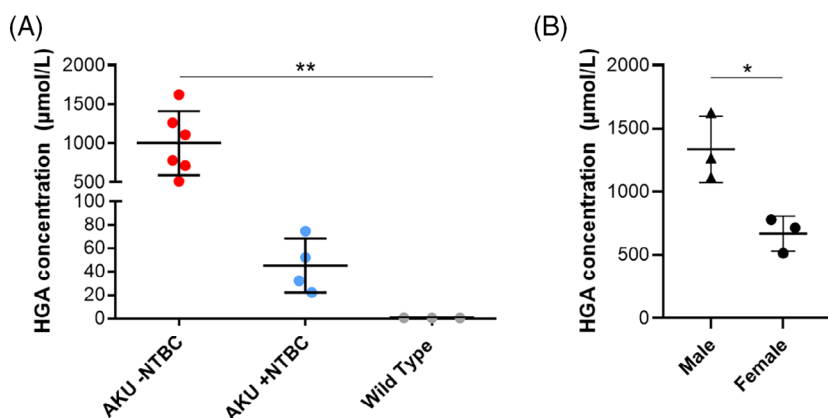 (A)
HGA concentration (µmol/L)
2000
1500
1000
500
100
80
60
40
20
0
**
AKU -NTBC
AKU +NTBC
Wild Type
(B)
HGA concentration (µmol/L)
2000
1500
1000
500
0
*
Male
Female